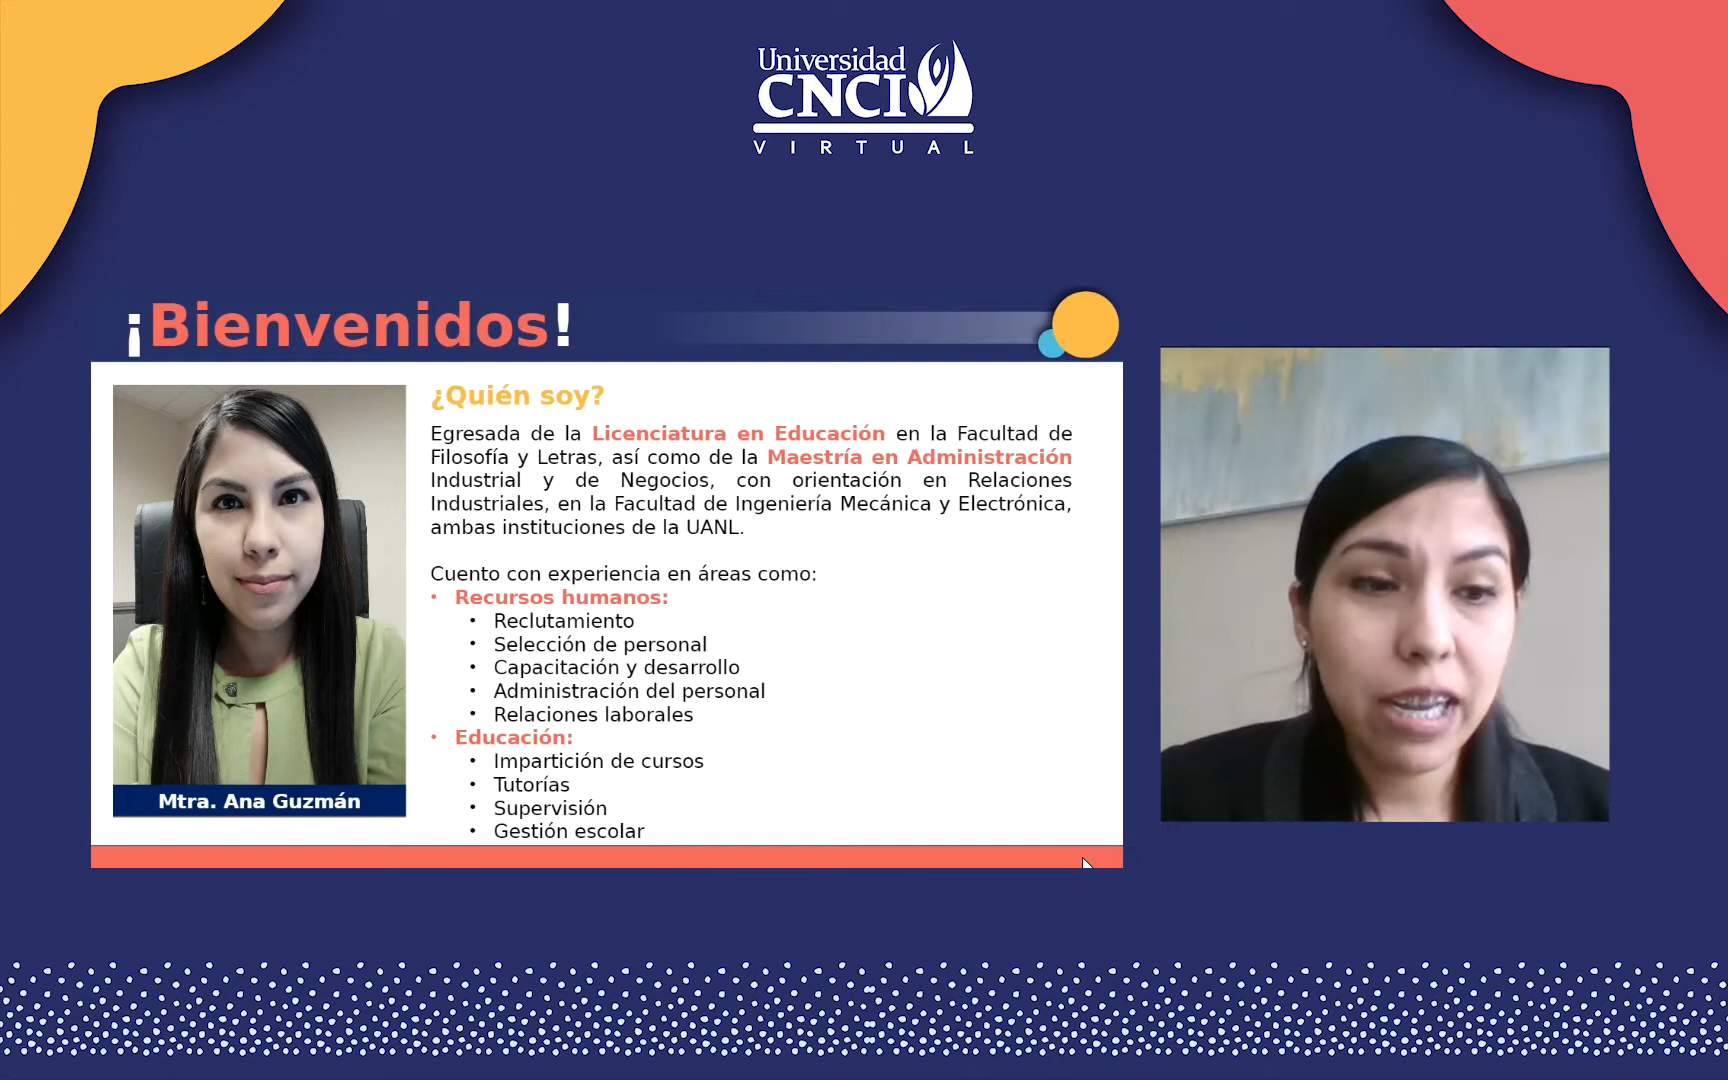 Universidad
CNCI
VIRTUAL
¡Bienvenidos!
¿Quién soy?
Egresada de la Licenciatura en Educación en la Facultad de
Filosofía y Letras, así como de la Maestría en Administración
Industrial y de Negocios, con orientación en Relaciones
Industriales, en la Facultad de Ingeniería Mecánica y Electrónica,
ambas instituciones de la UANL.
Cuento con experiencia en áreas como:
• Recursos humanos:
• Reclutamiento
• Selección de personal
• Capacitación y desarrollo
• Administración del personal
• Relaciones laborales
• Educación:
• Impartición de cursos
• Tutorías
• Supervisión
• Gestión escolar
Mtra. Ana Guzmán